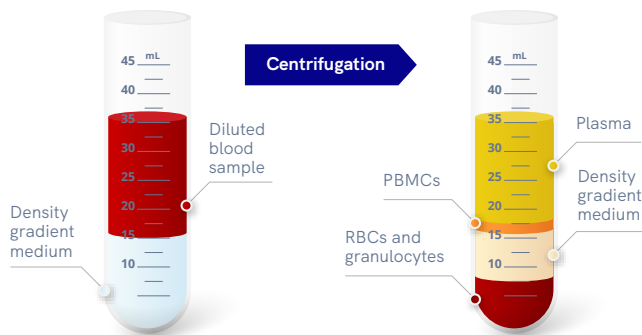 mL
45
40
35
30
25
20
15
10
Diluted
blood
sample
Density
gradient
medium
Centrifugation
mL
45
40
35
30
25
20
15
10
Plasma
PBMCs
Density
gradient
medium
RBCs and
granulocytes